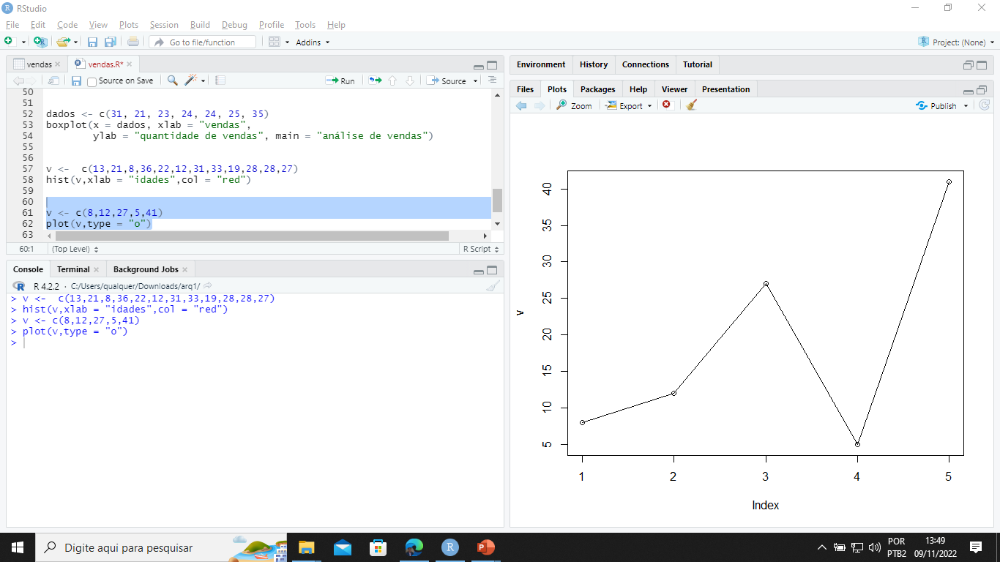 RStudio
File Edit Code View Plots Session Build Debug Profile Tools Help
Go to file/function Addins Project: (None)
vendas vendas.R*
Source on Save Run Source
50
51
52 dados <- c(31, 21, 23, 24, 24, 25, 35)
53 boxplot(x = dados, xlab = "vendas",
54 ylab = "quantidade de vendas", main = "análise de vendas")
55
56
57 v <-  c(13,21,8,36,22,12,31,33,19,28,28,27)
58 hist(v,xlab = "idades",col = "red")
59
60
61 v <- c(8,12,27,5,41)
62 plot(v,type = "o")
63
60:1 (Top Level) R Script
Console Terminal Background Jobs
R 4.2.2 · C:/Users/qualquer/Downloads/arq1/
> v <-  c(13,21,8,36,22,12,31,33,19,28,28,27)
> hist(v,xlab = "idades",col = "red")
> v <- c(8,12,27,5,41)
> plot(v,type = "o")
>
Environment History Connections Tutorial
Files Plots Packages Help Viewer Presentation
Zoom Export Publish
40
35
30
25
20
15
10
5
v
1 2 3 4 5
Index
Digite aqui para pesquisar
POR
PTB2
13:49
09/11/2022